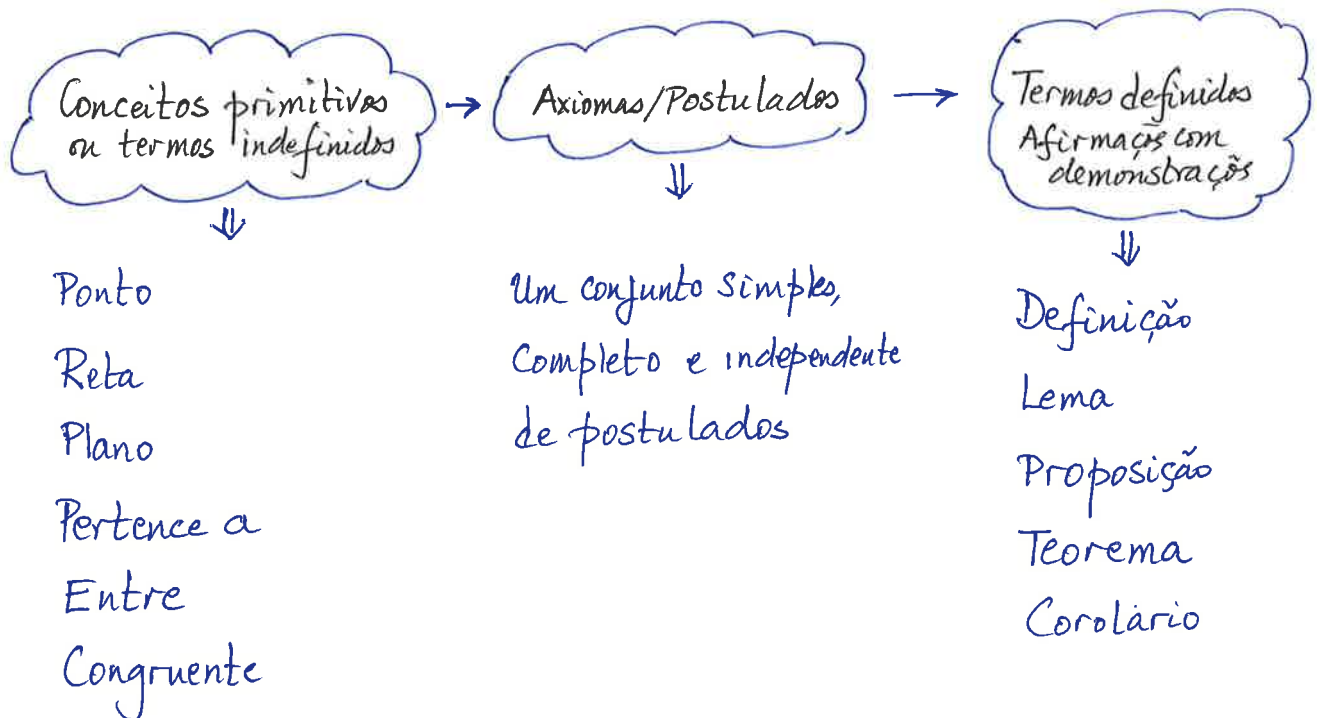 Conceitos primitivos
ou termos indefinidos
Axiomas/Postulados
Termos definidos
Afirmaçõs com
demonstraçõs
Ponto
Reta
Plano
Pertence a
Entre
Congruente
Um conjunto simples,
completo e independente
de postulados
Definição
Lema
Proposição
Teorema
Corolário